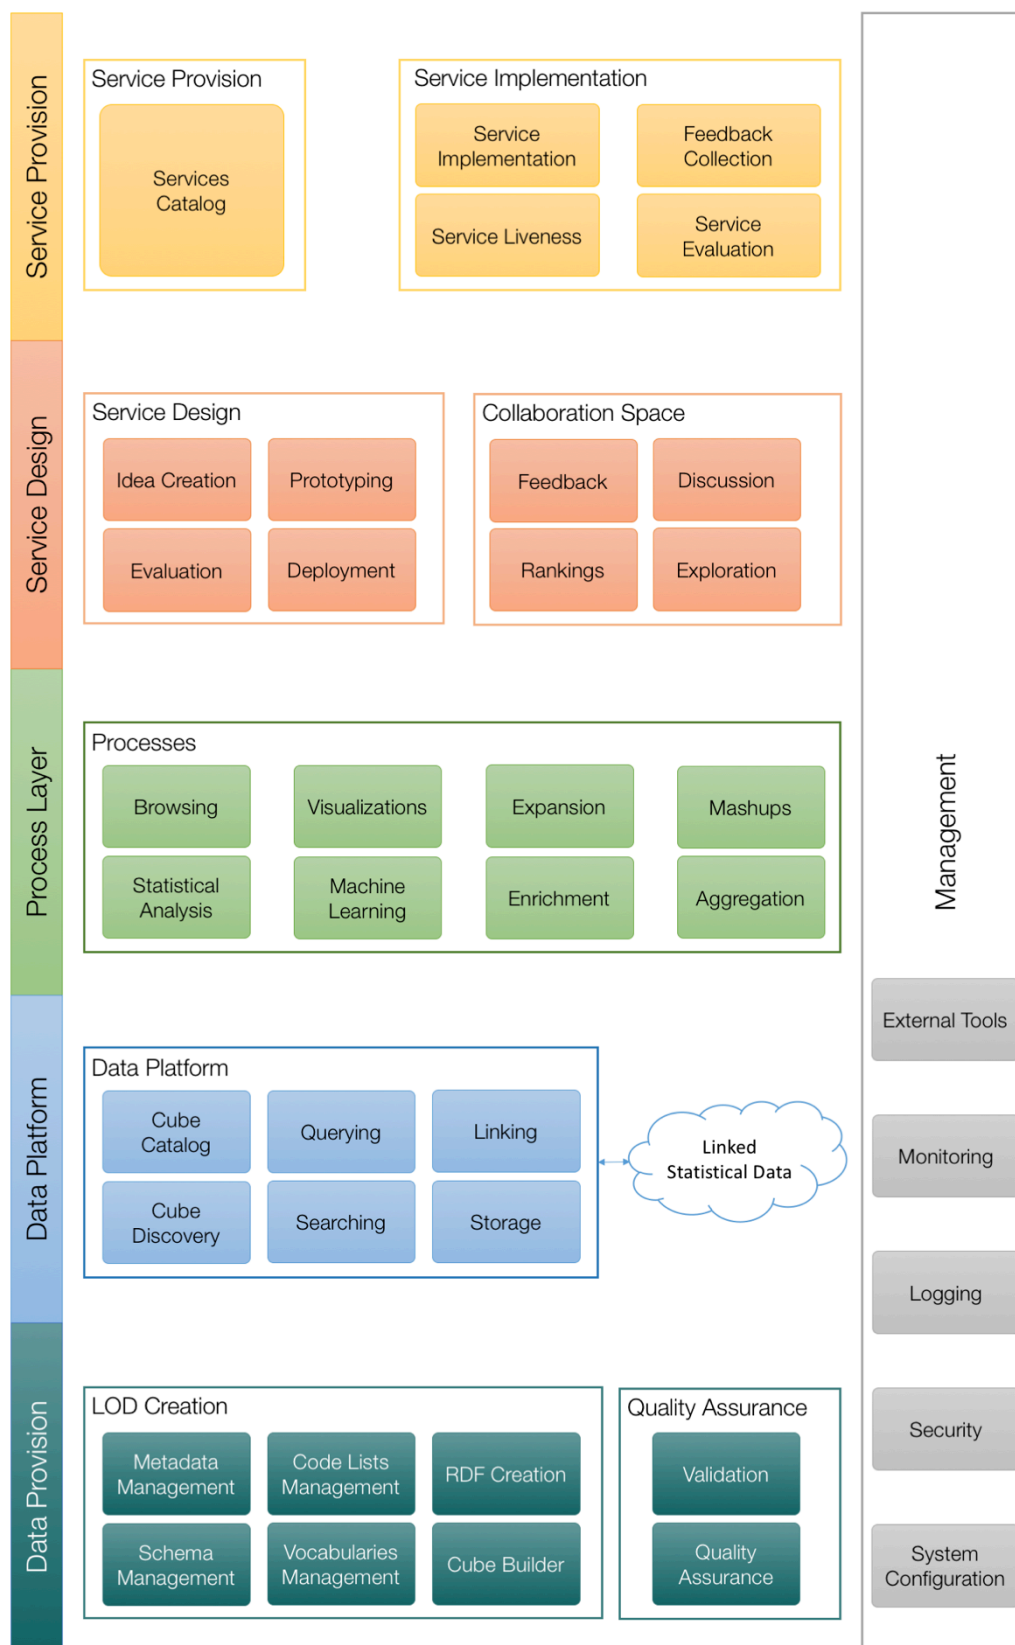 Service Provision
Service Provision
Services
Catalog
Service Implementation
Service
Implementation
Feedback
Collection
Service Liveness
Service
Evaluation
Service Design
Service Design
Idea Creation
Prototyping
Evaluation
Deployment
Collaboration Space
Feedback
Discussion
Rankings
Exploration
Process Layer
Processes
Browsing
Visualizations
Expansion
Mashups
Statistical
Analysis
Machine
Learning
Enrichment
Aggregation
Data Platform
Data Platform
Cube
Catalog
Querying
Linking
Cube
Discovery
Searching
Storage
Linked
Statistical Data
Data Provision
LOD Creation
Metadata
Management
Code Lists
Management
RDF Creation
Schema
Management
Vocabularies
Management
Cube Builder
Quality Assurance
Validation
Quality
Assurance
Management
External Tools
Monitoring
Logging
Security
System
Configuration